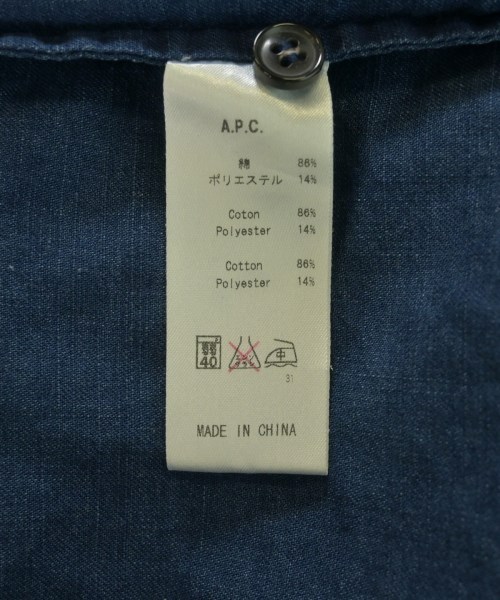 A.P.C.
綿 86%
ポリエステル 14%
Coton 86%
Polyester 14%
Cotton 86%
Polyester 14%
40 中
31
MADE IN CHINA